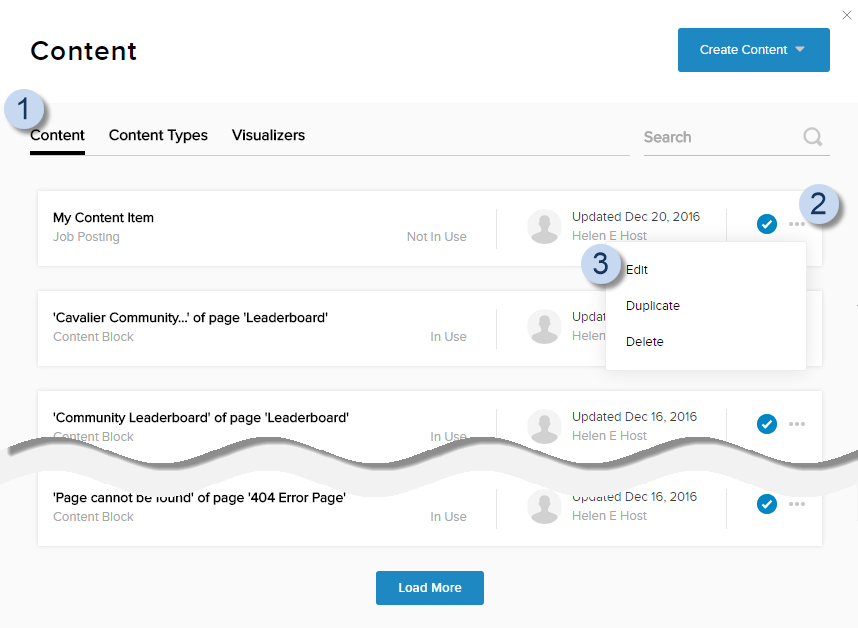 Content
Create Content
1
Content Content Types Visualizers
Search
2
My Content Item
Job Posting
Not In Use
Updated Dec 20, 2016
Helen E Host
3
Edit
Duplicate
Delete
'Cavalier Community...' of page 'Leaderboard'
Content Block
In Use
Updat
Helen
'Community Leaderboard' of page 'Leaderboard'
Content Block
In Use
Updated Dec 16, 2016
Helen E Host
'Page cannot be found' of page '404 Error Page'
Content Block
In Use
Updated Dec 16, 2016
Helen E Host
Load More